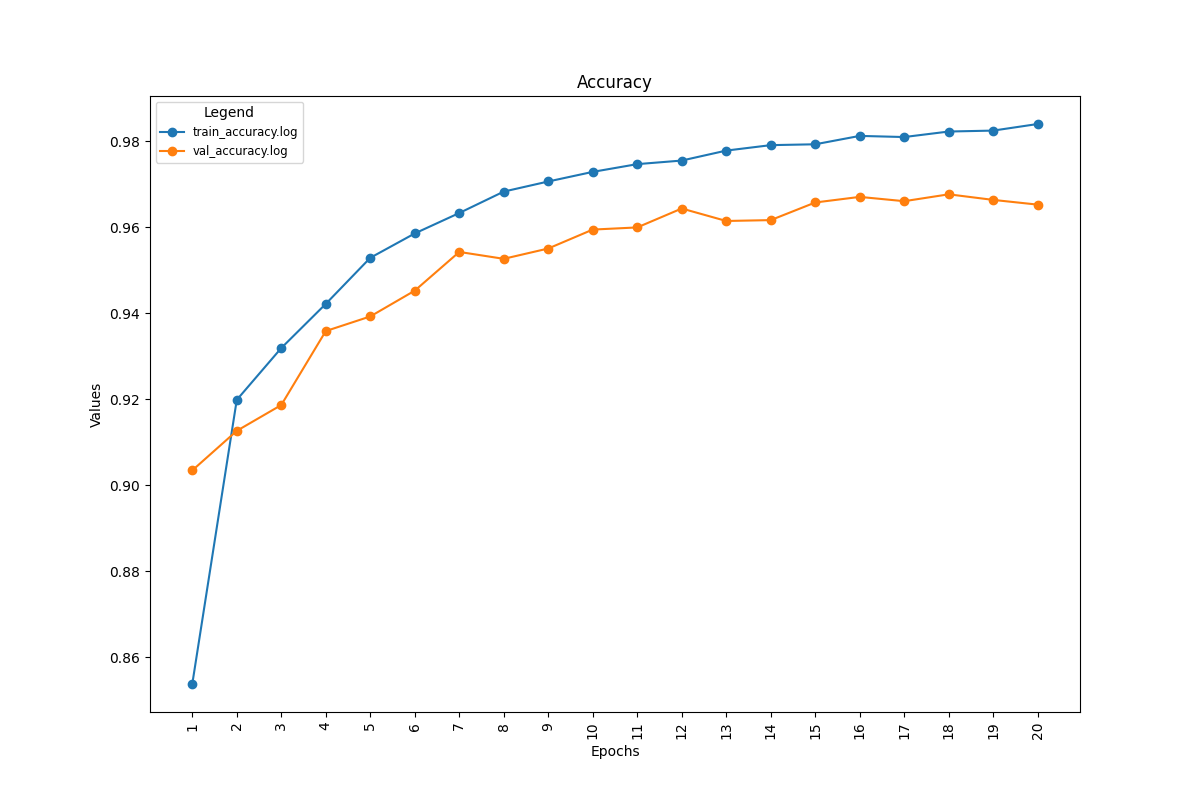 Accuracy
Legend
train_accuracy.log
val_accuracy.log
0.98
0.96
0.94
0.92
0.90
0.88
0.86
Values
1 2 3 4 5 6 7 8 9 10 11 12 13 14 15 16 17 18 19 20
Epochs